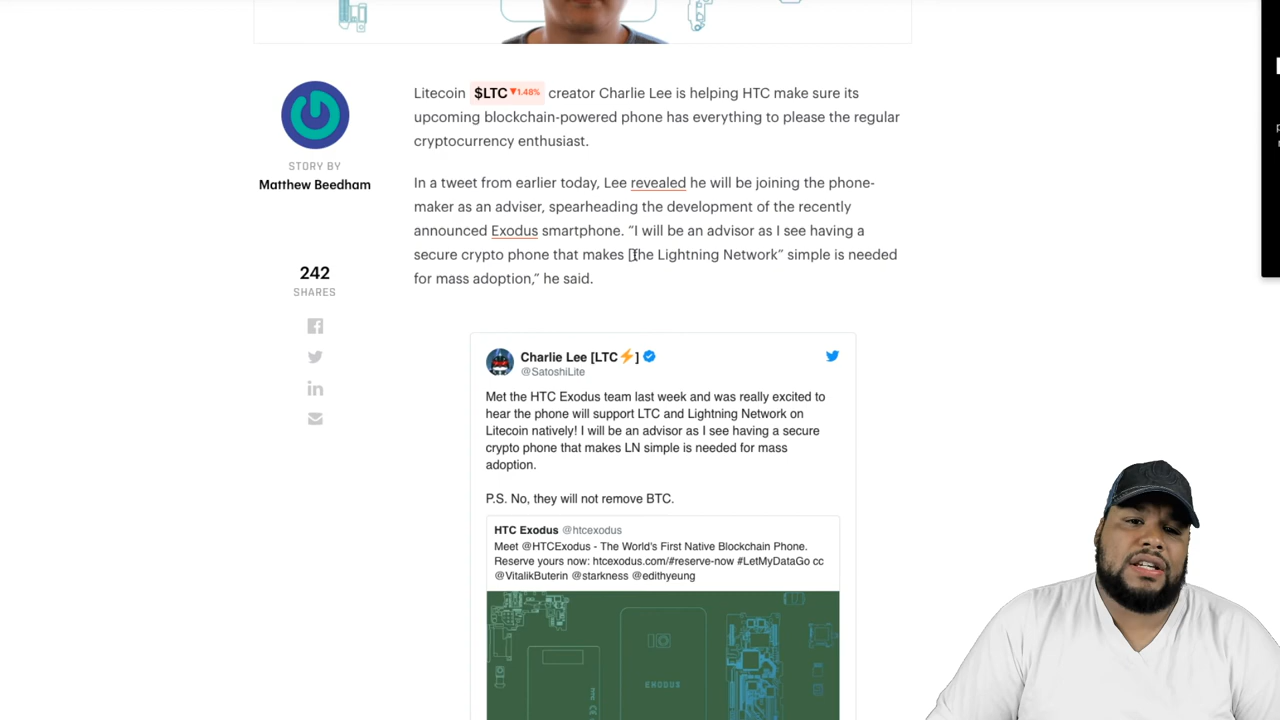 Litecoin $LTC ▼1.48% creator Charlie Lee is helping HTC make sure its
upcoming blockchain-powered phone has everything to please the regular
cryptocurrency enthusiast.
STORY BY
Matthew Beedham
In a tweet from earlier today, Lee revealed he will be joining the phone-
maker as an adviser, spearheading the development of the recently
announced Exodus smartphone. “I will be an advisor as I see having a
secure crypto phone that makes [the Lightning Network” simple is needed
for mass adoption,” he said.
242
SHARES
Charlie Lee [LTC⚡]
@SatoshiLite
Met the HTC Exodus team last week and was really excited to
hear the phone will support LTC and Lightning Network on
Litecoin natively! I will be an advisor as I see having a secure
crypto phone that makes LN simple is needed for mass
adoption.
P.S. No, they will not remove BTC.
HTC Exodus @htcexodus
Meet @HTCExodus - The World's First Native Blockchain Phone.
Reserve yours now: htcexodus.com/#reserve-now #LetMyDataGo cc
@VitalikButerin @starkness @edithyeung
EXODUS
htc